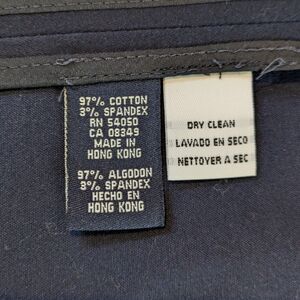 97% COTTON
3% SPANDEX
RN 54050
CA 08349
MADE IN
HONG KONG
97% ALGODON
3% SPANDEX
HECHO EN
HONG KONG
DRY CLEAN
LAVADO EN SECO
NETTOYER A SEC